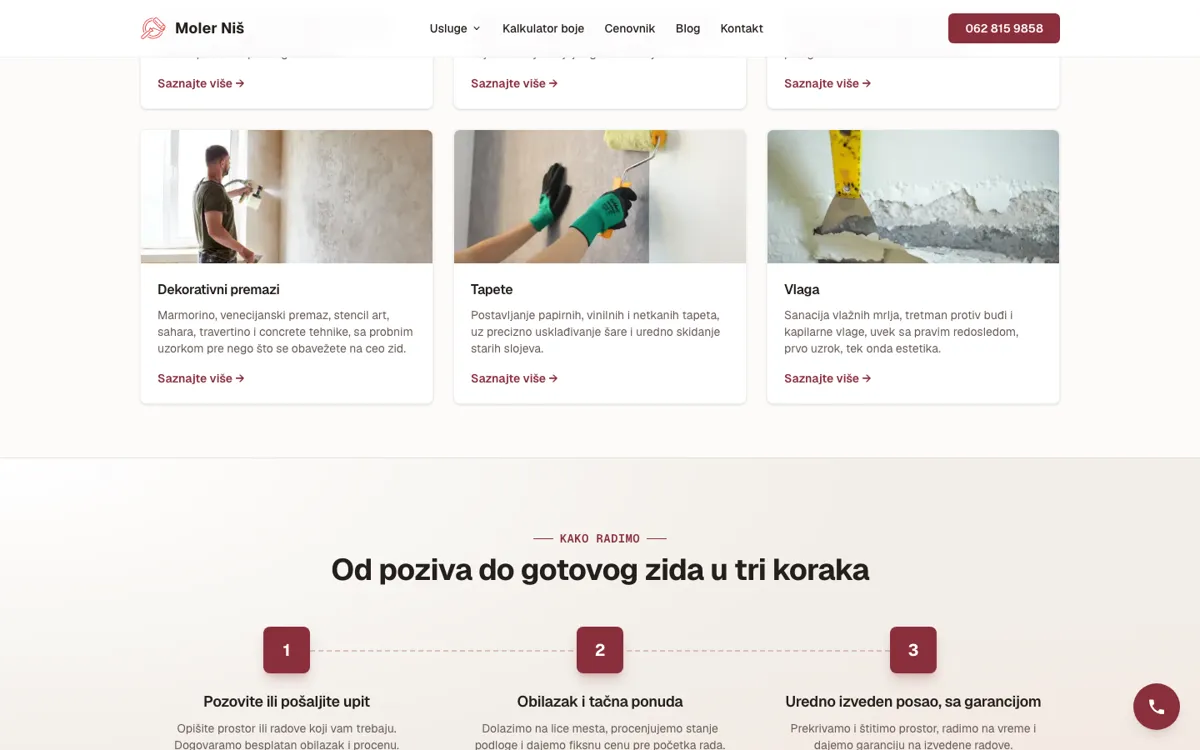 Moler Niš
Usluge
Kalkulator boje
Cenovnik
Blog
Kontakt
062 815 9858
Saznajte više →
Saznajte više →
Saznajte više →
Dekorativni premazi
Marmorino, venecijanski premaz, stencil art,
sahara, travertino i concrete tehnike, sa probnim
uzorkom pre nego što se obavežete na ceo zid.
Saznajte više →
Tapete
Postavljanje papirnih, vinilnih i netkanih tapeta,
uz precizno usklađivanje šare i uredno skidanje
starih slojeva.
Saznajte više →
Vlaga
Sanacija vlažnih mrlja, tretman protiv buđi i
kapilarne vlage, uvek sa pravim redosledom,
prvo uzrok, tek onda estetika.
Saznajte više →
KAKO RADIMO
Od poziva do gotovog zida u tri koraka
1
2
3
Pozovite ili pošaljite upit
Opišite prostor ili radove koji vam trebaju.
Dogovaramo besplatan obilazak i procenu.
Obilazak i tačna ponuda
Dolazimo na lice mesta, procenjujemo stanje
podloge i dajemo fiksnu cenu pre početka rada.
Uredno izveden posao, sa garancijom
Prekrivamo i štitimo prostor, radimo na vreme i
dajemo garanciju na izvedene radove.